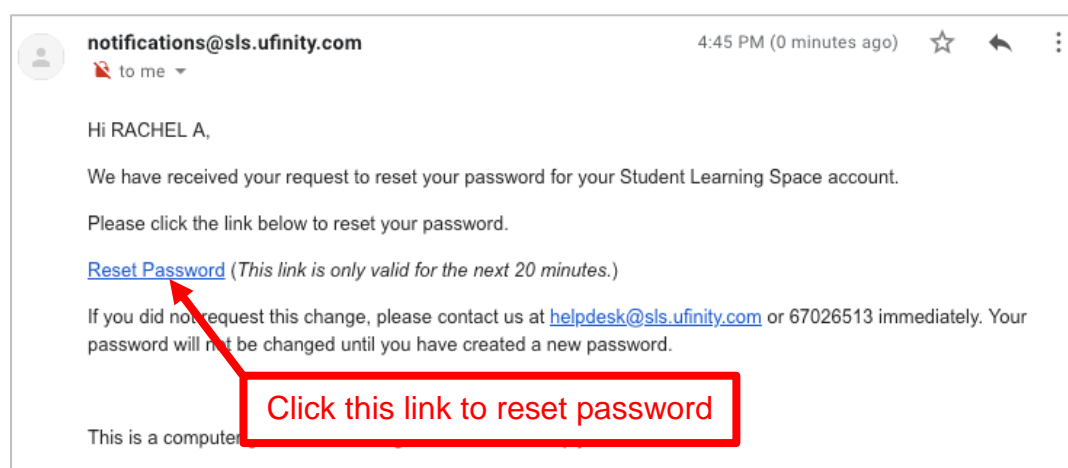 notifications@sls.ufinity.com 4:45 PM (0 minutes ago)
to me
Hi RACHEL A,
We have received your request to reset your password for your Student Learning Space account.
Please click the link below to reset your password.
Reset Password (This link is only valid for the next 20 minutes.)
If you did not request this change, please contact us at helpdesk@sls.ufinity.com or 67026513 immediately. Your
password will not be changed until you have created a new password.
Click this link to reset password
This is a computer